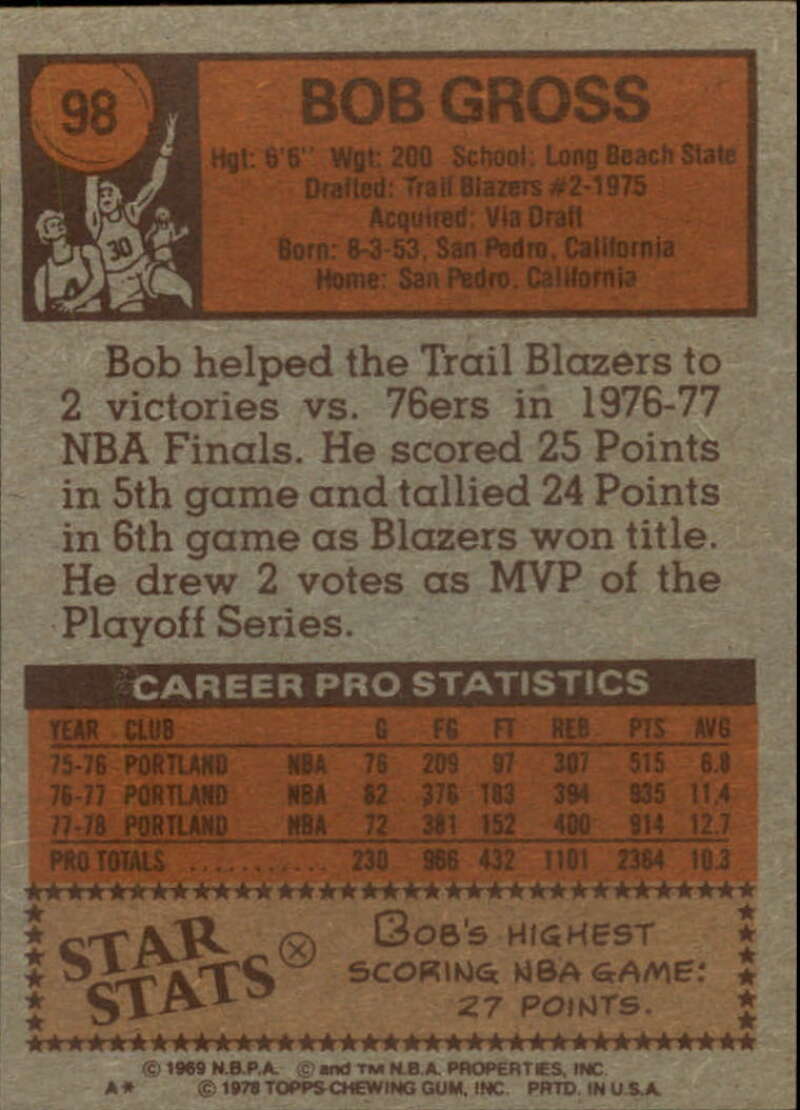 98
BOB GROSS
Hgt: 6'6" Wgt: 200 School: Long Beach State
Drafted: Trail Blazers #2-1975
Acquired: Via Draft
Born: 8-3-53, San Pedro, California
Home: San Pedro, California
30
Bob helped the Trail Blazers to
2 victories vs. 76ers in 1976-77
NBA Finals. He scored 25 Points
in 5th game and tallied 24 Points
in 6th game as Blazers won title.
He drew 2 votes as MVP of the
Playoff Series.
CAREER PRO STATISTICS
YEAR CLUB G FG FT REB PTS AVG
75-76 PORTLAND NBA 76 209 97 307 515 6.8
76-77 PORTLAND NBA 82 376 183 394 935 11.4
77-78 PORTLAND NBA 72 381 152 400 914 12.7
PRO TOTALS ............ 230 966 432 1101 2364 10.3
STAR STATS
BOB'S HIGHEST
SCORING NBA GAME:
27 POINTS.
© 1969 N.B.P.A. © and TM N.B.A. PROPERTIES, INC.
A* © 1978 TOPPS CHEWING GUM, INC. PRTD. IN U.S.A.